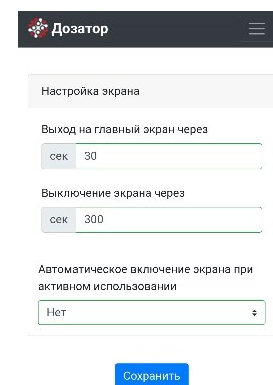 Дозатор
Настройка экрана
Выход на главный экран через
сек 30
Выключение экрана через
сек 300
Автоматическое включение экрана при
активном использовании
Нет
Сохранить